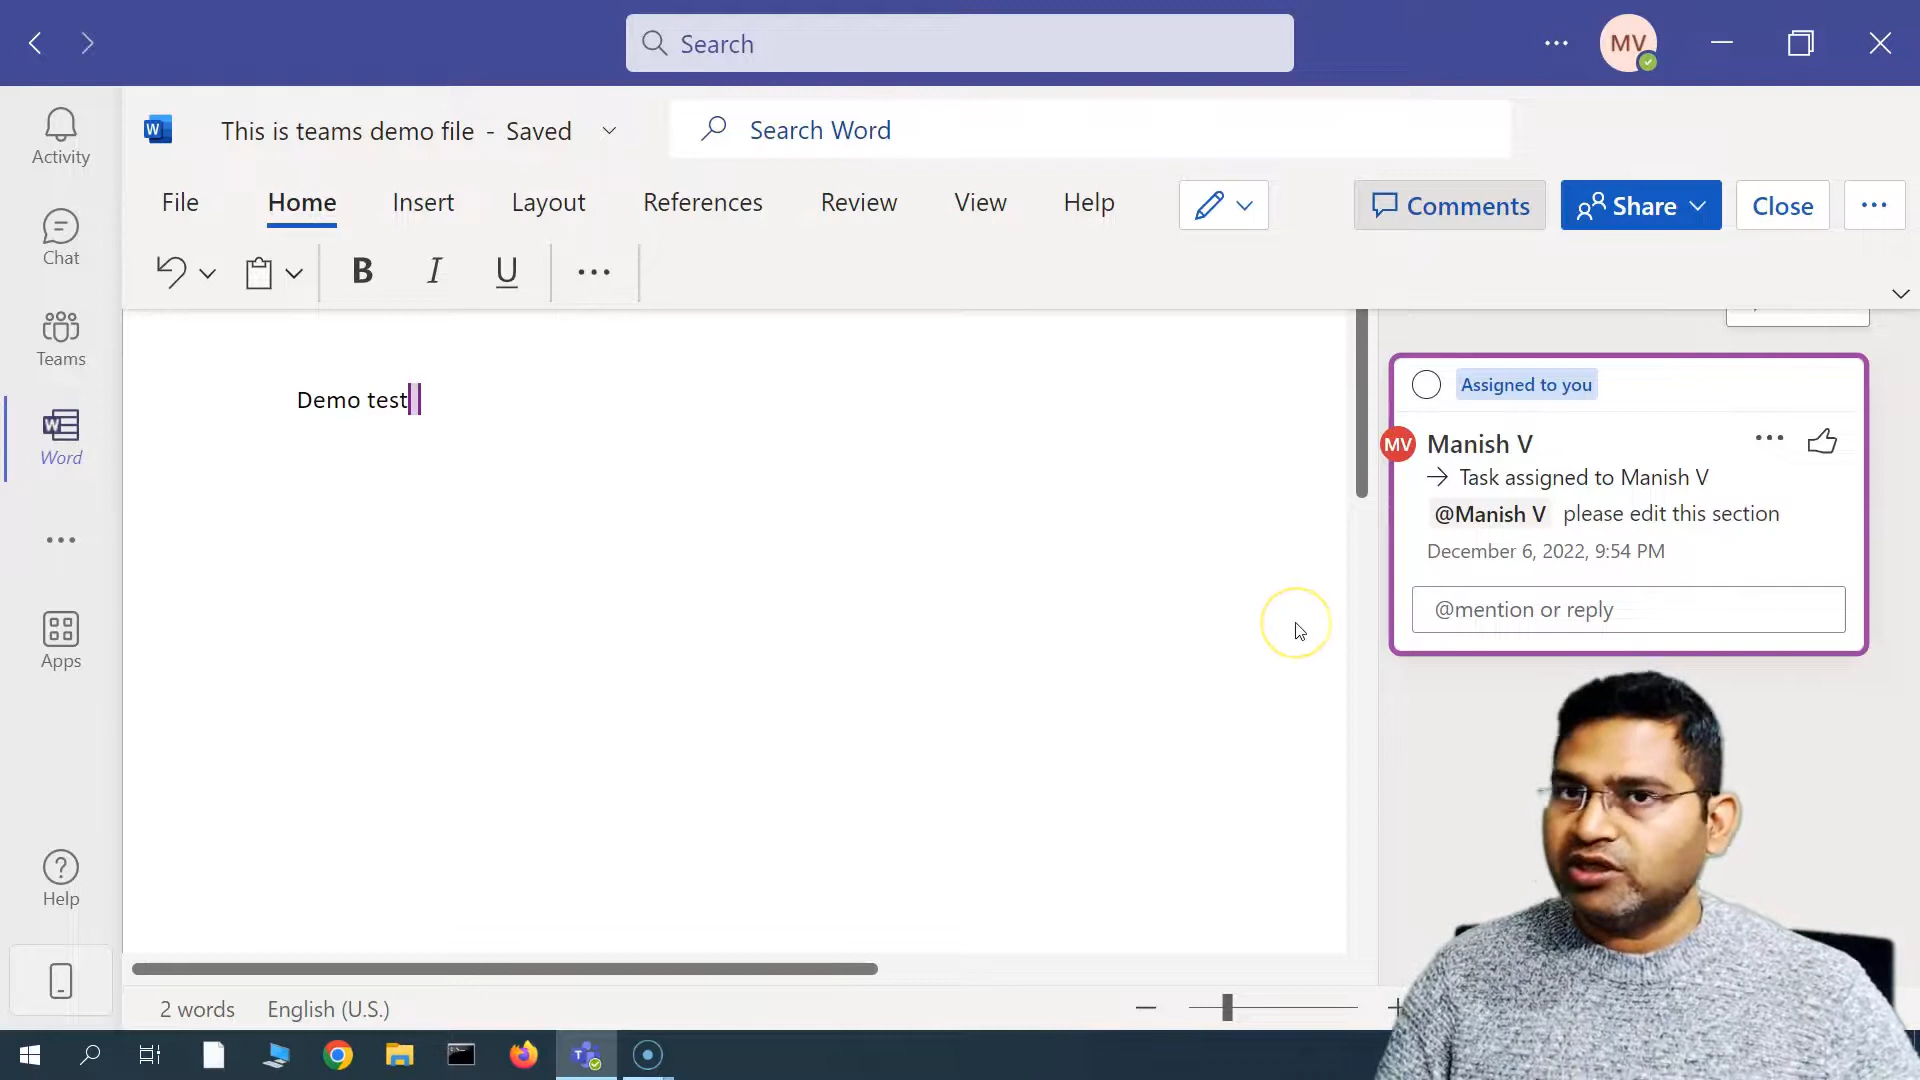 Search
MV
Activity
Chat
Teams
Word
Apps
Help
W
This is teams demo file - Saved
Search Word
File
Home
Insert
Layout
References
Review
View
Help
Comments
Share
Close
B
I
U
Demo test
Assigned to you
MV
Manish V
Task assigned to Manish V
@Manish V please edit this section
December 6, 2022, 9:54 PM
@mention or reply
2 words
English (U.S.)